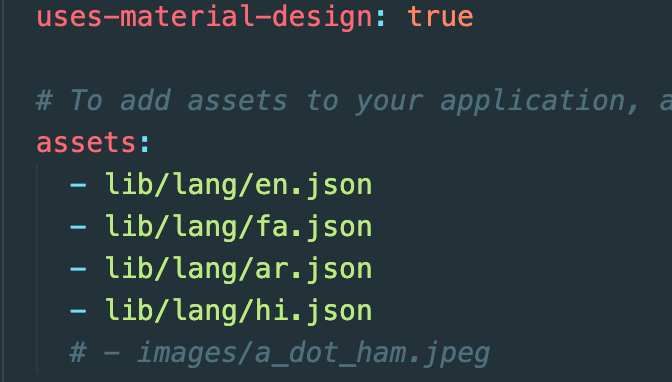 uses-material-design: true
# To add assets to your application, a
assets:
- lib/lang/en.json
- lib/lang/fa.json
- lib/lang/ar.json
- lib/lang/hi.json
# - images/a_dot_ham.jpeg